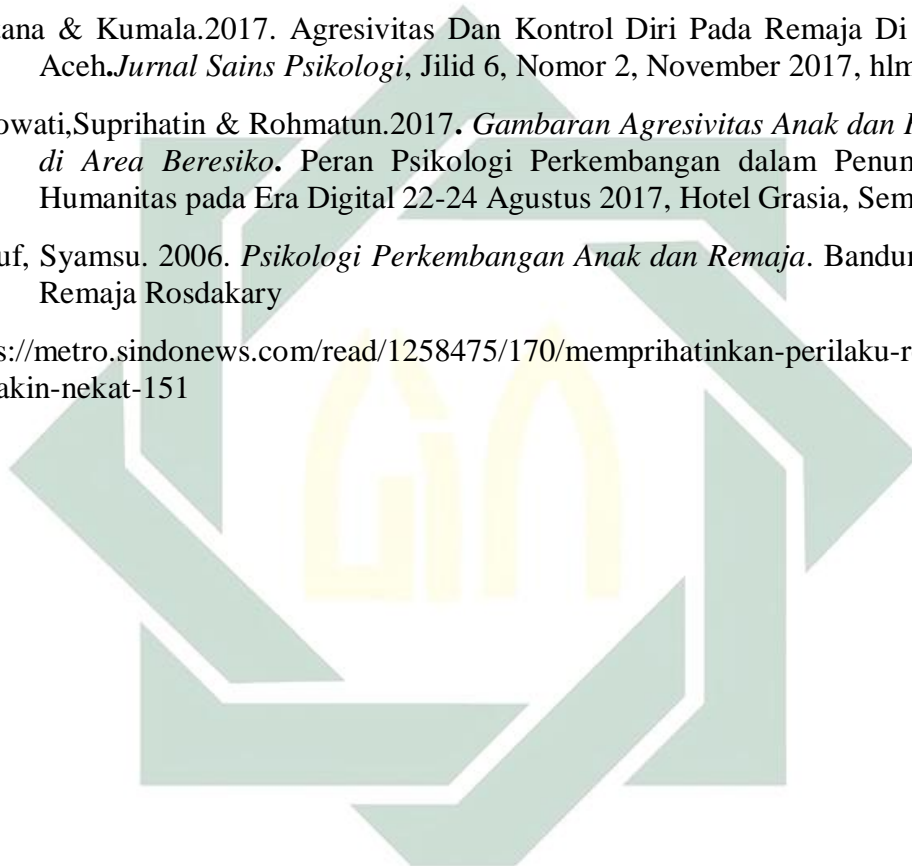 ana & Kumala.2017. Agresivitas Dan Kontrol Diri Pada Remaja Di
Aceh.Jurnal Sains Psikologi, Jilid 6, Nomor 2, November 2017, hlm
owati,Suprihatin & Rohmatun.2017. Gambaran Agresivitas Anak dan
di Area Beresiko. Peran Psikologi Perkembangan dalam Penum
Humanitas pada Era Digital 22-24 Agustus 2017, Hotel Grasia, Sem
uf, Syamsu. 2006. Psikologi Perkembangan Anak dan Remaja. Bandu
Remaja Rosdakary
s://metro.sindonews.com/read/1258475/170/memprihatinkan-perilaku-r
akin-nekat-151